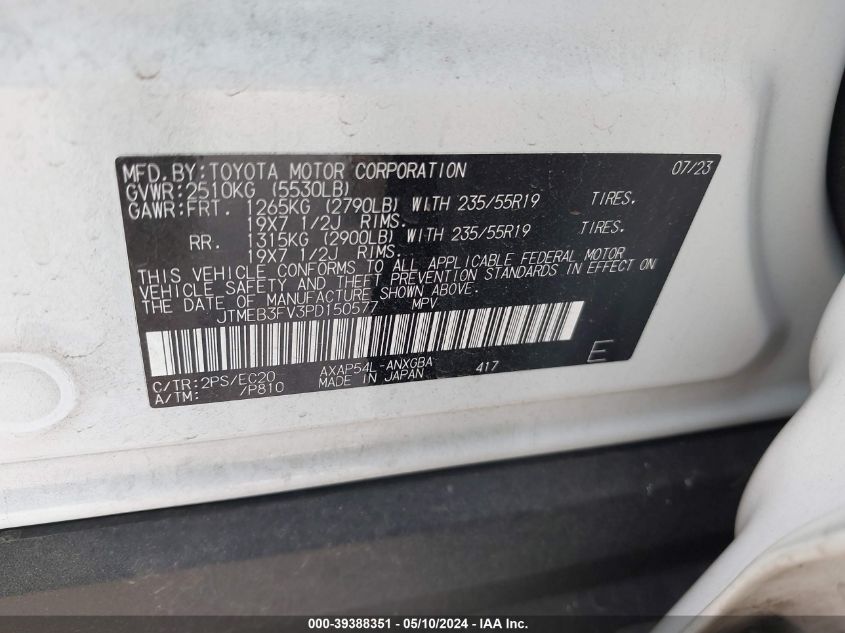 MFD.BY:TOYOTA MOTOR CORPORATION 07/23
GVWR:2510KG (5530LB)
GAWR:FRT. 1265KG (2790LB) WITH 235/55R19 TIRES.
19X7 1/2J RIMS.
RR. 1315KG (2900LB) WITH 235/55R19 TIRES.
19X7 1/2J RIMS.
THIS VEHICLE CONFORMS TO ALL APPLICABLE FEDERAL MOTOR
VEHICLE SAFETY AND THEFT PREVENTION STANDARDS IN EFFECT ON
THE DATE OF MANUFACTURE SHOWN ABOVE.
JTMEB3FV3PD150577 MPV
C/TR:2PS/EC20 AXAP54L-ANXGBA 417 E
A/TM: /P810 MADE IN JAPAN
000-39388351 - 05/10/2024 - IAA Inc.